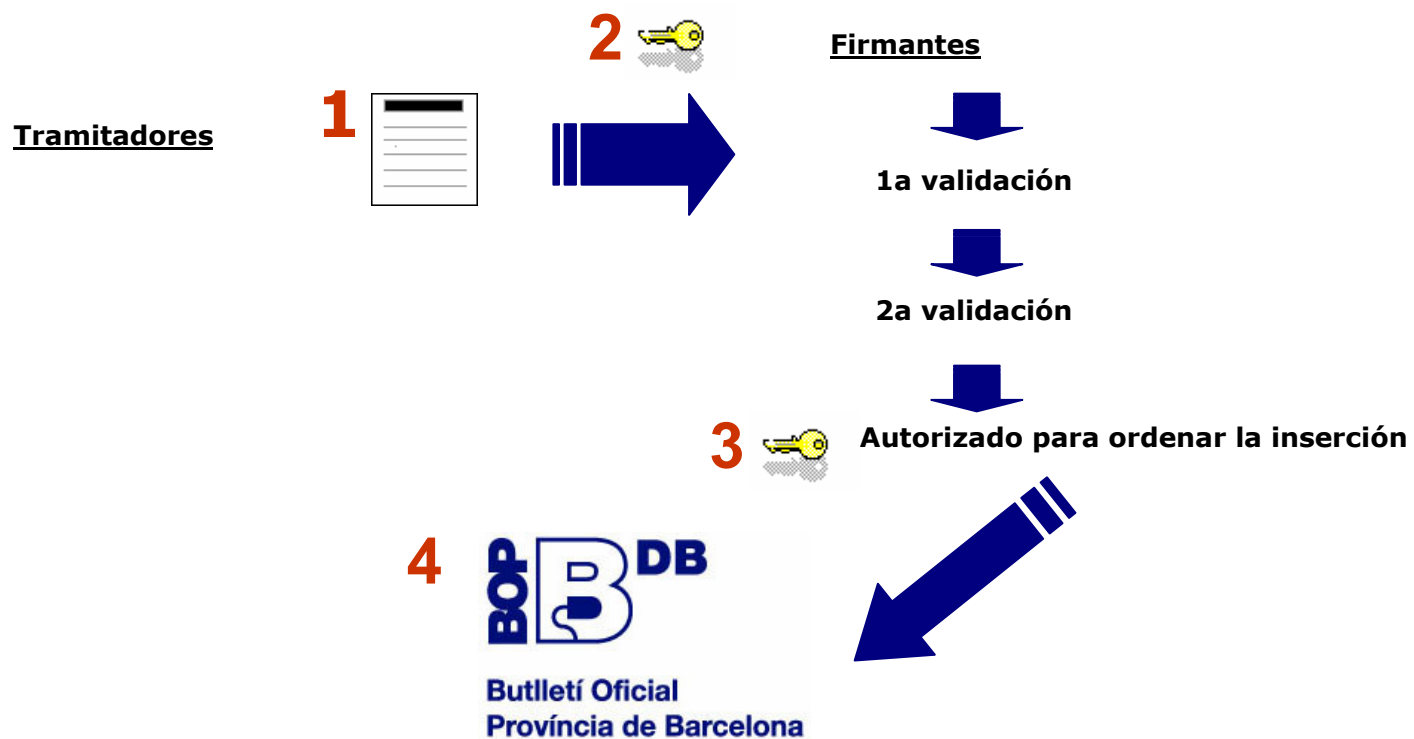 2
Firmantes
1
Tramitadores
1a validación
2a validación
3
Autorizado para ordenar la inserción
4
BOP
B
DB
Butlletí Oficial
Província de Barcelona